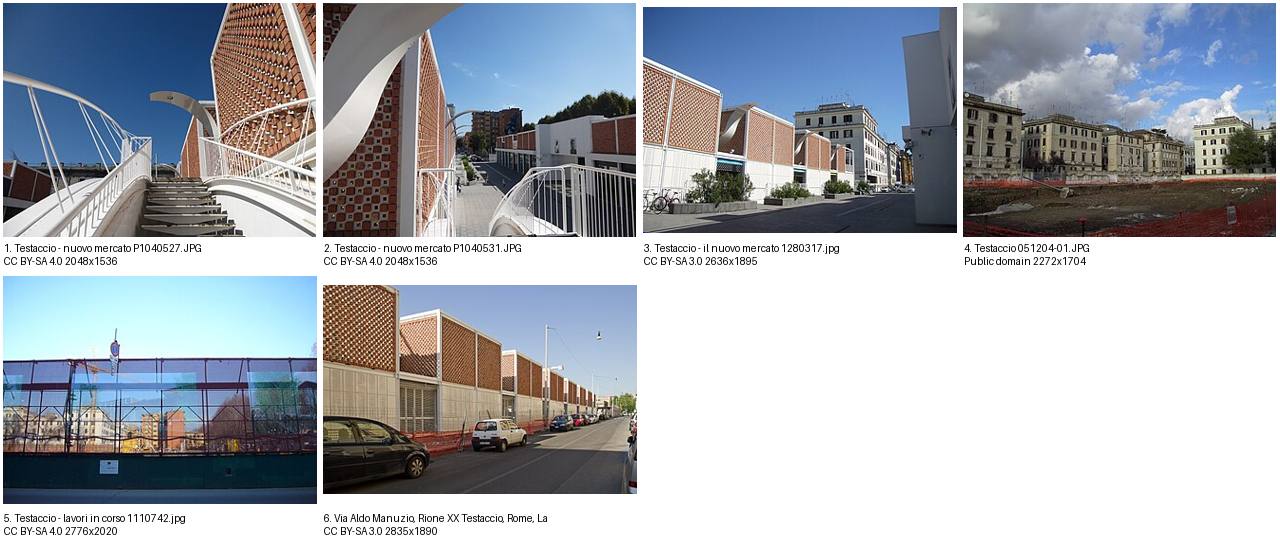 1. Testaccio - nuovo mercato P1040527.JPG
CC BY-SA 4.0 2048x1536
2. Testaccio - nuovo mercato P1040531.JPG
CC BY-SA 4.0 2048x1536
3. Testaccio - il nuovo mercato 1280317.jpg
CC BY-SA 3.0 2636x1895
4. Testaccio 051204-01.JPG
Public domain 2272x1704
5. Testaccio - lavori in corso 1110742.jpg
CC BY-SA 4.0 2776x2020
6. Via Aldo Manuzio, Rione XX Testaccio, Rome, La
CC BY-SA 3.0 2835x1890